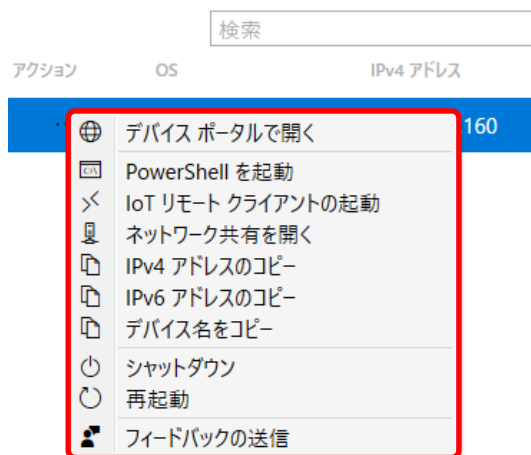 検索
アクション OS IPv4 アドレス
160
デバイス ポータルで開く
PowerShell を起動
IoT リモート クライアントの起動
ネットワーク共有を開く
IPv4 アドレスのコピー
IPv6 アドレスのコピー
デバイス名をコピー
シャットダウン
再起動
フィードバックの送信